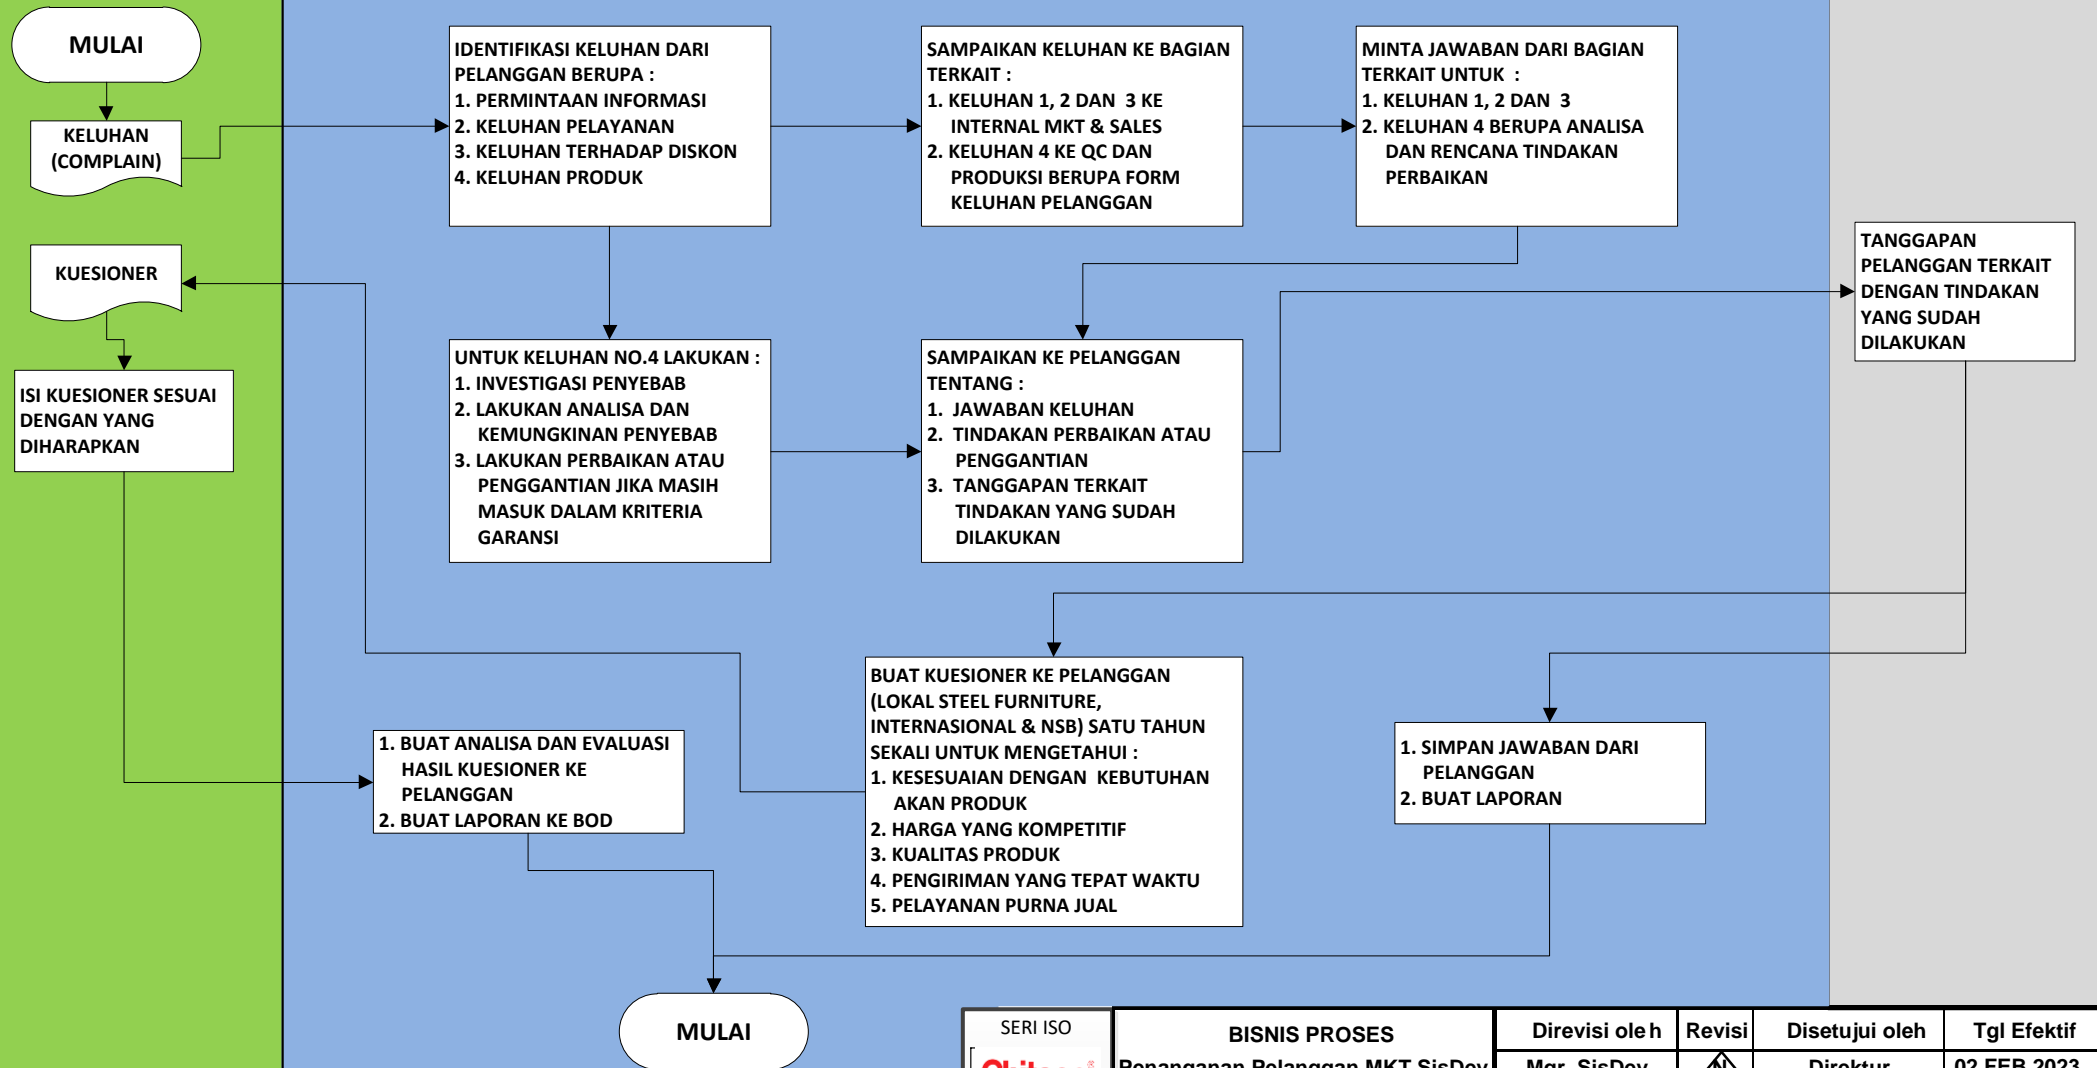 MULAI
KELUHAN
(COMPLAIN)
IDENTIFIKASI KELUHAN DARI
PELANGGAN BERUPA :
1. PERMINTAAN INFORMASI
2. KELUHAN PELAYANAN
3. KELUHAN TERHADAP DISKON
4. KELUHAN PRODUK
SAMPAIKAN KELUHAN KE BAGIAN
TERKAIT :
1. KELUHAN 1, 2 DAN 3 KE
INTERNAL MKT & SALES
2. KELUHAN 4 KE QC DAN
PRODUKSI BERUPA FORM
KELUHAN PELANGGAN
MINTA JAWABAN DARI BAGIAN
TERKAIT UNTUK :
1. KELUHAN 1, 2 DAN 3
2. KELUHAN 4 BERUPA ANALISA
DAN RENCANA TINDAKAN
PERBAIKAN
TANGGAPAN
PELANGGAN TERKAIT
DENGAN TINDAKAN
YANG SUDAH
DILAKUKAN
KUESIONER
ISI KUESIONER SESUAI
DENGAN YANG
DIHARAPKAN
UNTUK KELUHAN NO.4 LAKUKAN :
1. INVESTIGASI PENYEBAB
2. LAKUKAN ANALISA DAN
KEMUNGKINAN PENYEBAB
3. LAKUKAN PERBAIKAN ATAU
PENGGANTIAN JIKA MASIH
MASUK DALAM KRITERIA
GARANSI
SAMPAIKAN KE PELANGGAN
TENTANG :
1. JAWABAN KELUHAN
2. TINDAKAN PERBAIKAN ATAU
PENGGANTIAN
3. TANGGAPAN TERKAIT
TINDAKAN YANG SUDAH
DILAKUKAN
1. BUAT ANALISA DAN EVALUASI
HASIL KUESIONER KE
PELANGGAN
2. BUAT LAPORAN KE BOD
BUAT KUESIONER KE PELANGGAN
(LOKAL STEEL FURNITURE,
INTERNASIONAL & NSB) SATU TAHUN
SEKALI UNTUK MENGETAHUI :
1. KESESUAIAN DENGAN KEBUTUHAN
AKAN PRODUK
2. HARGA YANG KOMPETITIF
3. KUALITAS PRODUK
4. PENGIRIMAN YANG TEPAT WAKTU
5. PELAYANAN PURNA JUAL
1. SIMPAN JAWABAN DARI
PELANGGAN
2. BUAT LAPORAN
MULAI
SERI ISO
BISNIS PROSES
Penanganan Pelanggan MKT SisDev
Direvisi oleh
Mgr. SisDev
Revisi
N
Disetujui oleh
Direktur
Tgl Efektif
02 FEB 2023